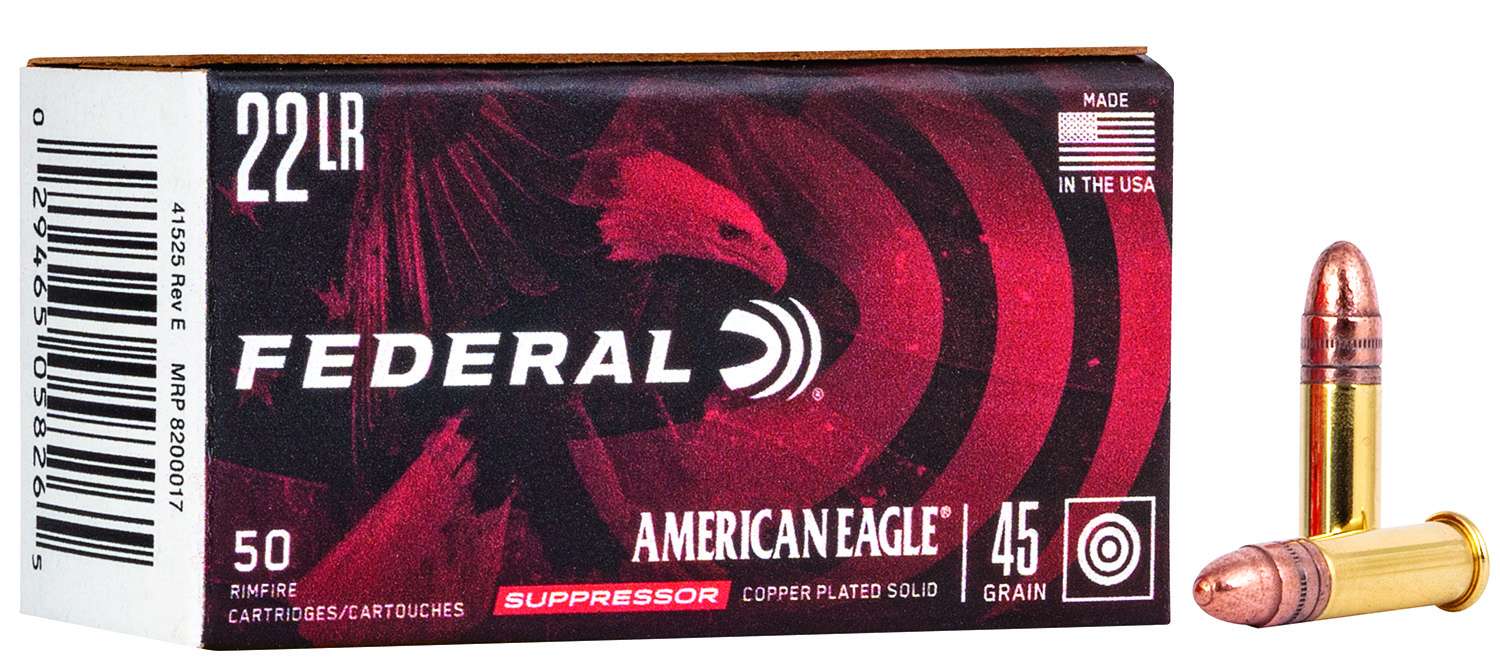 0 29465 05826 5
41525 Rev E MRP 8200017
22 LR
MADE
IN THE USA
FEDERAL
®
50
RIMFIRE
CARTRIDGES/CARTOUCHES
AMERICAN EAGLE®
SUPPRESSOR COPPER PLATED SOLID
45
GRAIN